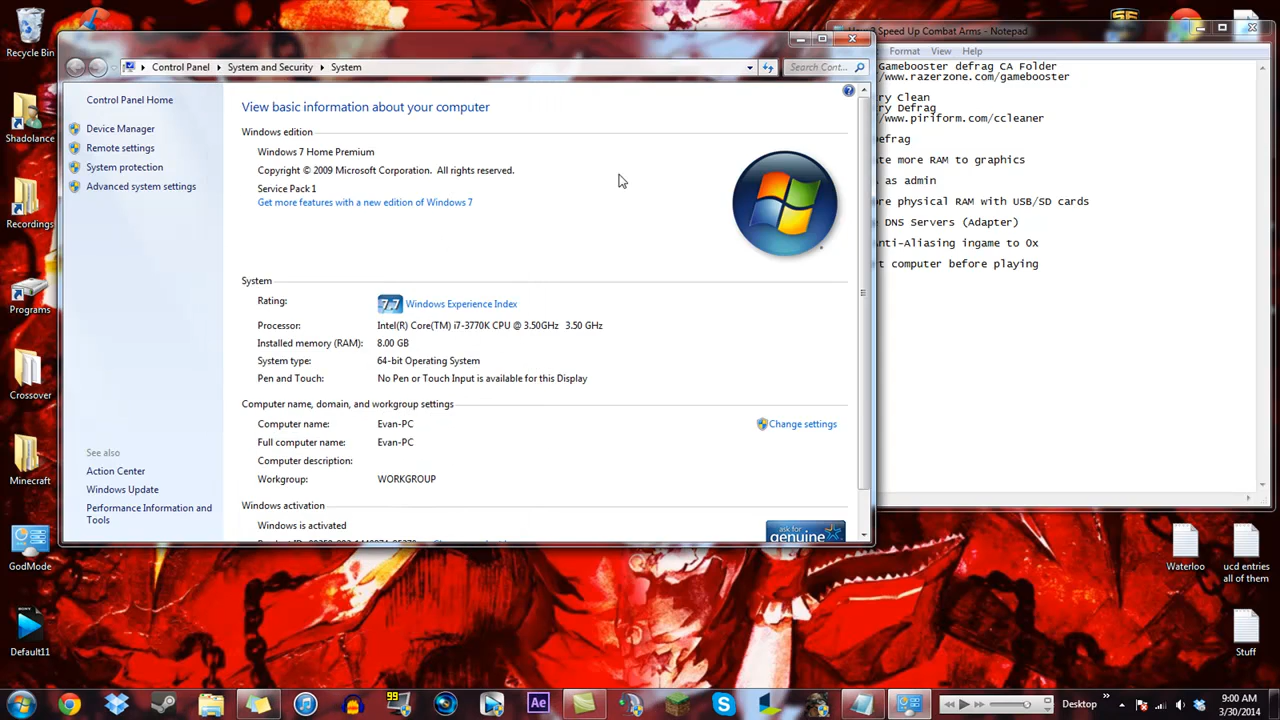 Recycle Bin
Shadolance
Recordings
Programs
Crossover
Minecraft
GodMode
SONY
Default11
Control Panel
System and Security
System
Search Cont...
Control Panel Home
Device Manager
Remote settings
System protection
Advanced system settings
See also
Action Center
Windows Update
Performance Information and
Tools
View basic information about your computer
Windows edition
Windows 7 Home Premium
Copyright © 2009 Microsoft Corporation. All rights reserved.
Service Pack 1
Get more features with a new edition of Windows 7
System
Rating:
7.7 Windows Experience Index
Processor:
Intel(R) Core(TM) i7-3770K CPU @ 3.50GHz 3.50 GHz
Installed memory (RAM):
8.00 GB
System type:
64-bit Operating System
Pen and Touch:
No Pen or Touch Input is available for this Display
Computer name, domain, and workgroup settings
Computer name:
Evan-PC
Change settings
Full computer name:
Evan-PC
Computer description:
Workgroup:
WORKGROUP
Windows activation
Windows is activated
ask for
genuine
Speed Up Combat Arms - Notepad
Format View Help
Gamebooster defrag CA Folder
/www.razerzone.com/gamebooster
ry Clean
ry Defrag
/www.piriform.com/ccleaner
efrag
te more RAM to graphics
as admin
re physical RAM with USB/SD cards
DNS Servers (Adapter)
nti-Aliasing ingame to 0x
t computer before playing
Waterloo
ucd entries
all of them
Stuff
99
Ae
Desktop
9:00 AM
3/30/2014